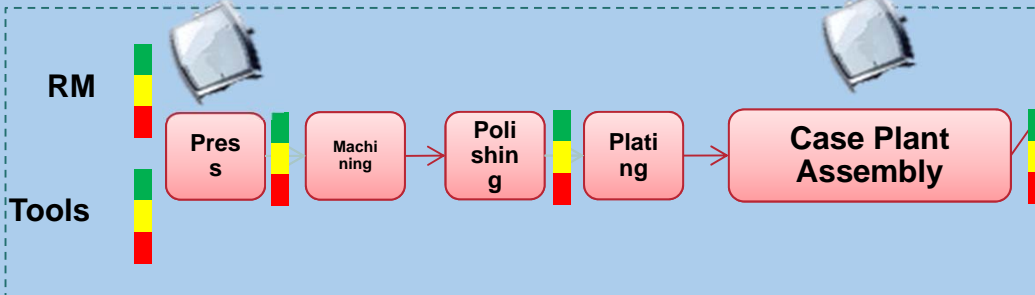 RM
Tools
Pres
s
Machi
ning
Poli
shin
g
Plati
ng
Case Plant
Assembly